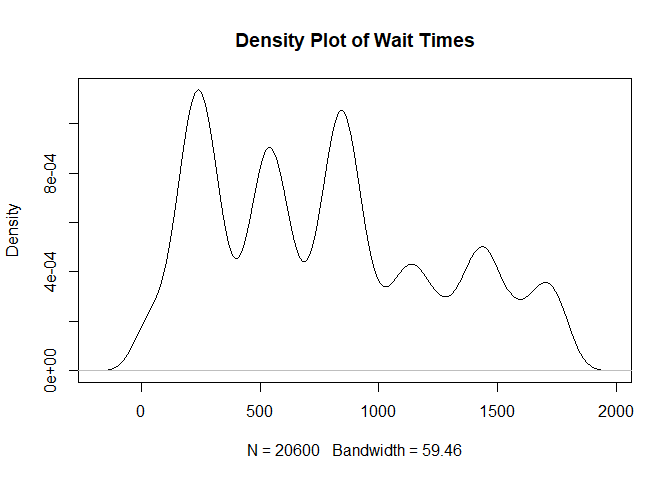 Density Plot of Wait Times
Density
8e-04
4e-04
0e+00
0 500 1000 1500 2000
N = 20600 Bandwidth = 59.46